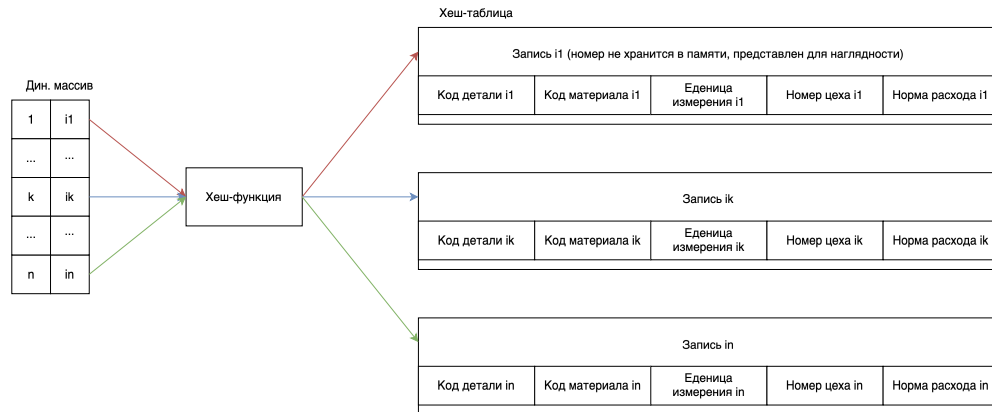 Хеш-таблица
Запись i1 (номер не хранится в памяти, представлен для наглядности)
Дин. массив
Код детали i1
Код материала i1
Еденица
измерения i1
Номер цеха i1
Норма расхода i1
1
i1
...
...
k
ik
...
...
n
in
Хеш-функция
Запись ik
Код детали ik
Код материала ik
Еденица
измерения ik
Номер цеха ik
Норма расхода ik
Запись in
Код детали in
Код материала in
Еденица
измерения in
Номер цеха in
Норма расхода in